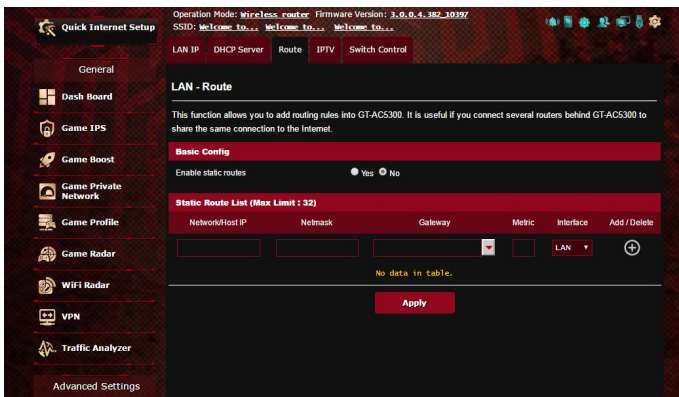 Quick Internet Setup
General
Dash Board
Game IPS
Game Boost
Game Private
Network
Game Profile
Game Radar
WiFi Radar
VPN
Traffic Analyzer
Advanced Settings
Operation Mode: Wireless router Firmware Version: 3.0.0.4.382_10397
SSID: Welcome to... Welcome to... Welcome to...
LAN IP DHCP Server Route IPTV Switch Control
LAN - Route
This function allows you to add routing rules into GT-AC5300. It is useful if you connect several routers behind GT-AC5300 to
share the same connection to the Internet.
Basic Config
Enable static routes Yes No
Static Route List (Max Limit : 32)
Network/Host IP Netmask Gateway Metric Interface Add / Delete
LAN
No data in table.
Apply